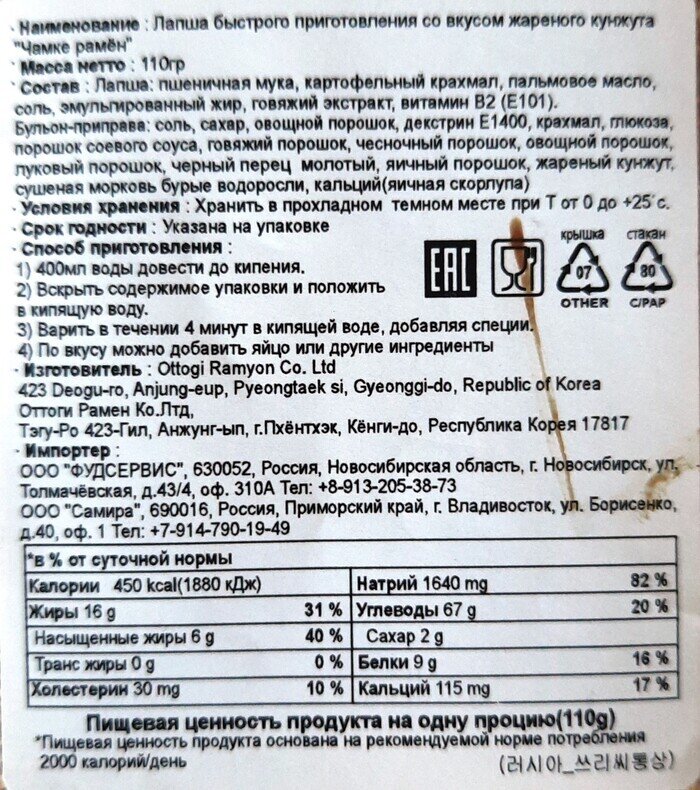 · Наименование : Лапша быстрого приготовления со вкусом жареного кунжута
"Чамке рамён"
· Масса нетто : 110гр
· Состав : Лапша: пшеничная мука, картофельный крахмал, пальмовое масло,
соль, эмульгированный жир, говяжий экстракт, витамин В2 (Е101).
Бульон-приправа: соль, сахар, овощной порошок, декстрин Е1400, крахмал, глюкоза,
порошок соевого соуса, говяжий порошок, чесночный порошок, овощной порошок,
луковый порошок, черный перец молотый, яичный порошок, жареный кунжут,
сушеная морковь бурые водоросли, кальций(яичная скорлупа)
· Условия хранения : Хранить в прохладном темном месте при Т от 0 до +25˚с.
· Срок годности : Указана на упаковке
· Способ приготовления :
1) 400мл воды довести до кипения.
2) Вскрыть содержимое упаковки и положить
в кипящую воду.
3) Варить в течении 4 минут в кипящей воде, добавляя специи.
4) По вкусу можно добавить яйцо или другие ингредиенты
EAC
крышка стакан
07 80
OTHER C/PAP
· Изготовитель : Ottogi Ramyon Co. Ltd
423 Deogu-ro, Anjung-eup, Pyeongtaek si, Gyeonggi-do, Republic of Korea
Оттоги Рамен Ко.Лтд,
Тэгу-Ро 423-Гил, Анжунг-ып, г.Пхёнтхэк, Кёнги-до, Республика Корея 17817
· Импортер :
ООО "ФУДСЕРВИС", 630052, Россия, Новосибирская область, г. Новосибирск, ул.
Толмачёвская, д.43/4, оф. 310А Тел: +8-913-205-38-73
ООО "Самира", 690016, Россия, Приморский край, г. Владивосток, ул. Борисенко,
д.40, оф. 1 Тел: +7-914-790-19-49
*в % от суточной нормы
Калории 450 kcal(1880 кДж) Натрий 1640 mg 82 %
Жиры 16 g 31 % Углеводы 67 g 20 %
Насыщенные жиры 6 g 40 % Сахар 2 g
Транс жиры 0 g 0 % Белки 9 g 16 %
Холестерин 30 mg 10 % Кальций 115 mg 17 %
Пищевая ценность продукта на одну процию(110g)
*Пищевая ценность продукта основана на рекомендуемой норме потребления
2000 калорий/день
(러시아_쓰리씨통상)